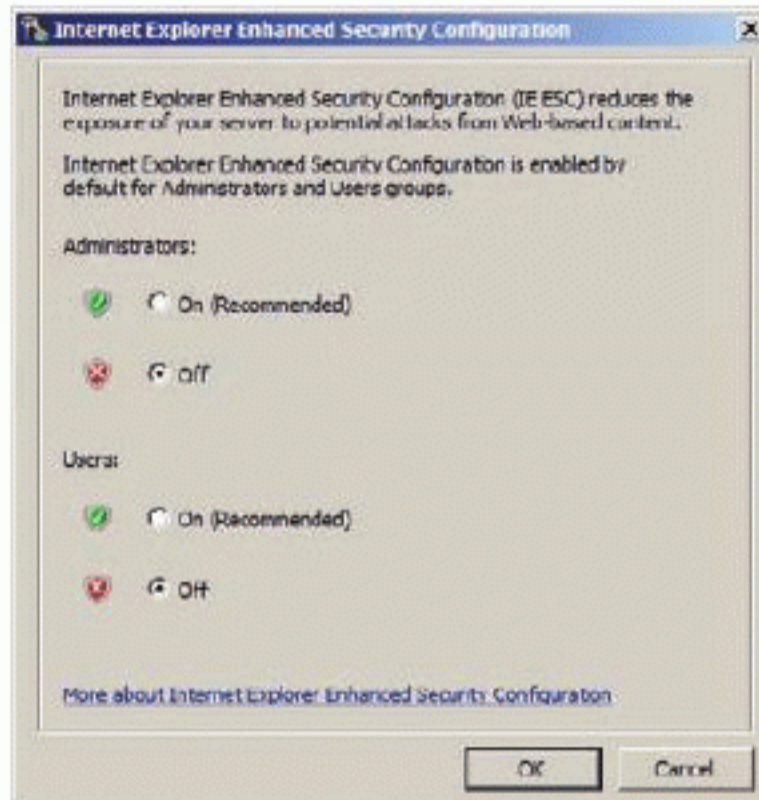 Internet Explorer Enhanced Security Configuration
Internet Explorer Enhanced Security Configuration (IE ESC) reduces the
exposure of your server to potential attacks from Web-based content.
Internet Explorer Enhanced Security Configuration is enabled by
default for Administrators and Users groups.
Administrators:
On (Recommended)
Off
Users:
On (Recommended)
Off
More about Internet Explorer Enhanced Security Configuration
OK
Cancel